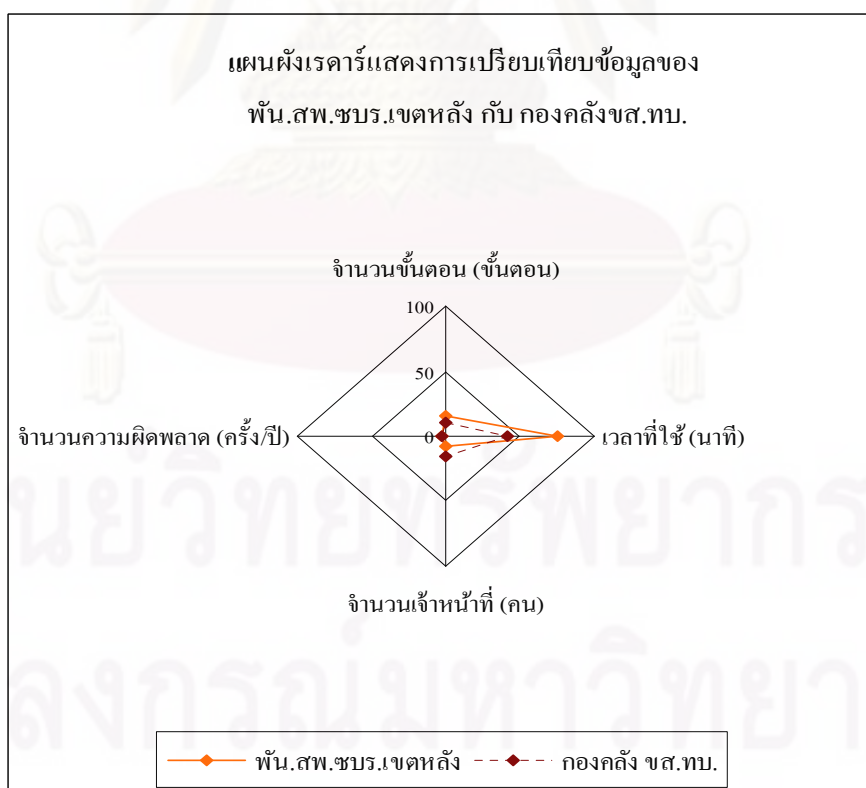 แผนผังเรดาร์แสดงการเปรียบเทียบข้อมูลของ
พัน.สพ.ซบร.เขตหลัง กับ กองคลังขส.ทบ.
จำนวนขั้นตอน (ขั้นตอน)
100
50
จำนวนความผิดพลาด (ครั้ง/ปี)
0
เวลาที่ใช้ (นาที)
จำนวนเจ้าหน้าที่ (คน)
พัน.สพ.ซบร.เขตหลัง
กองคลัง ขส.ทบ.